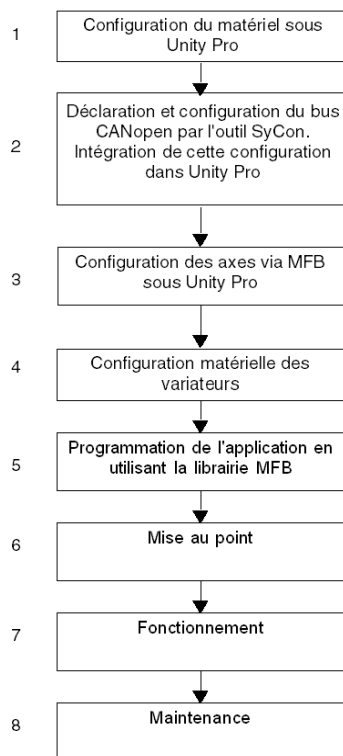 1
Configuration du matériel sous
Unity Pro
2
Déclaration et configuration du bus
CANopen par l'outil SyCon.
Intégration de cette configuration
dans Unity Pro
3
Configuration des axes via MFB
sous Unity Pro
4
Configuration matérielle des
variateurs
5
Programmation de l'application en
utilisant la librairie MFB
6
Mise au point
7
Fonctionnement
8
Maintenance